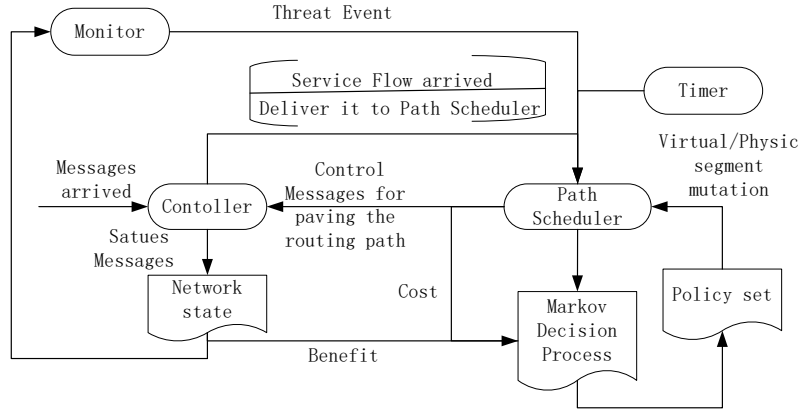 Threat Event
Monitor
Service Flow arrived
Deliver it to Path Scheduler
Timer
Virtual/Physic
segment
mutation
Messages
arrived
Control
Messages for
paving the
routing path
Contoller
Path
Scheduler
Satues
Messages
Network
state
Cost
Markov
Decision
Process
Policy set
Benefit